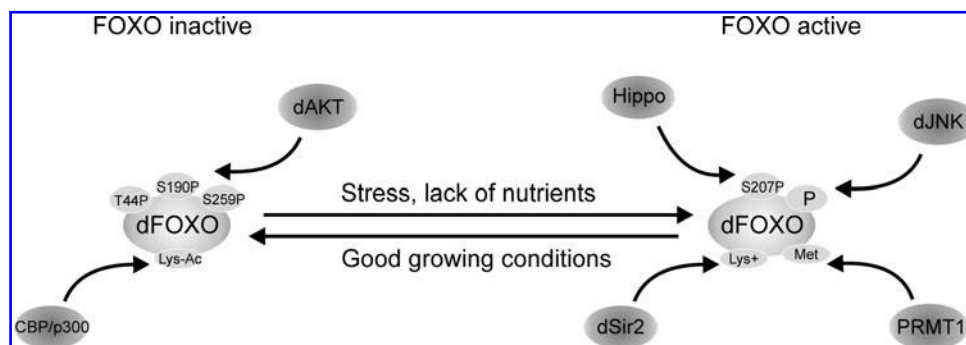 FOXO inactive
FOXO active
dAKT
Hippo
dJNK
S190P
T44P
S259P
dFOXO
Lys-Ac
CBP/p300
Stress, lack of nutrients
Good growing conditions
S207P
P
dFOXO
Lys+
Met
dSir2
PRMT1